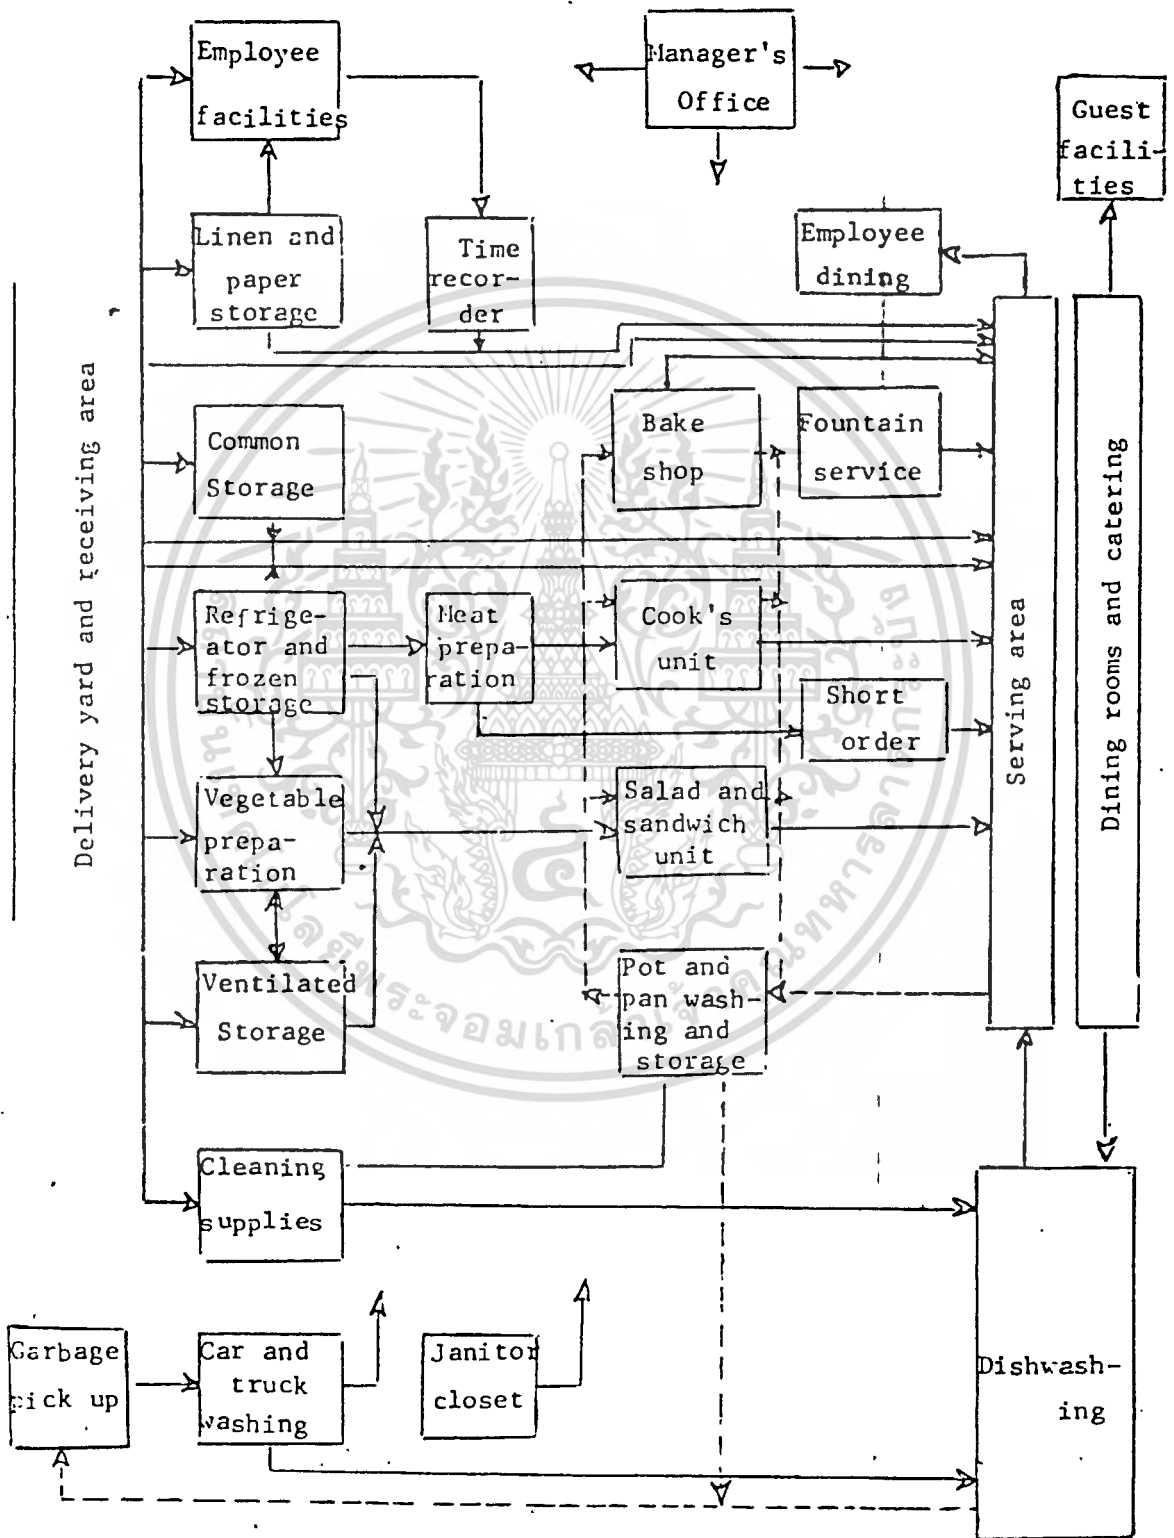 Employee
facilities
Manager's
Office
Guest
facili-
ties
Linen and
paper
storage
Time
recor-
der
Employee
dining
Delivery yard and receiving area
Common
Storage
Bake
shop
Fountain
service
Serving area
Dining rooms and catering
Refrige-
ator and
frozen
storage
Meat
prepa-
ration
Cook's
unit
Short
order
Vegetable
prepa-
ration
Salad and
sandwich
unit
Ventilated
Storage
Pot and
pan wash-
ing and
storage
Cleaning
supplies
Garbage
pick up
Car and
truck
washing
Janitor
closet
Dishwash-
ing